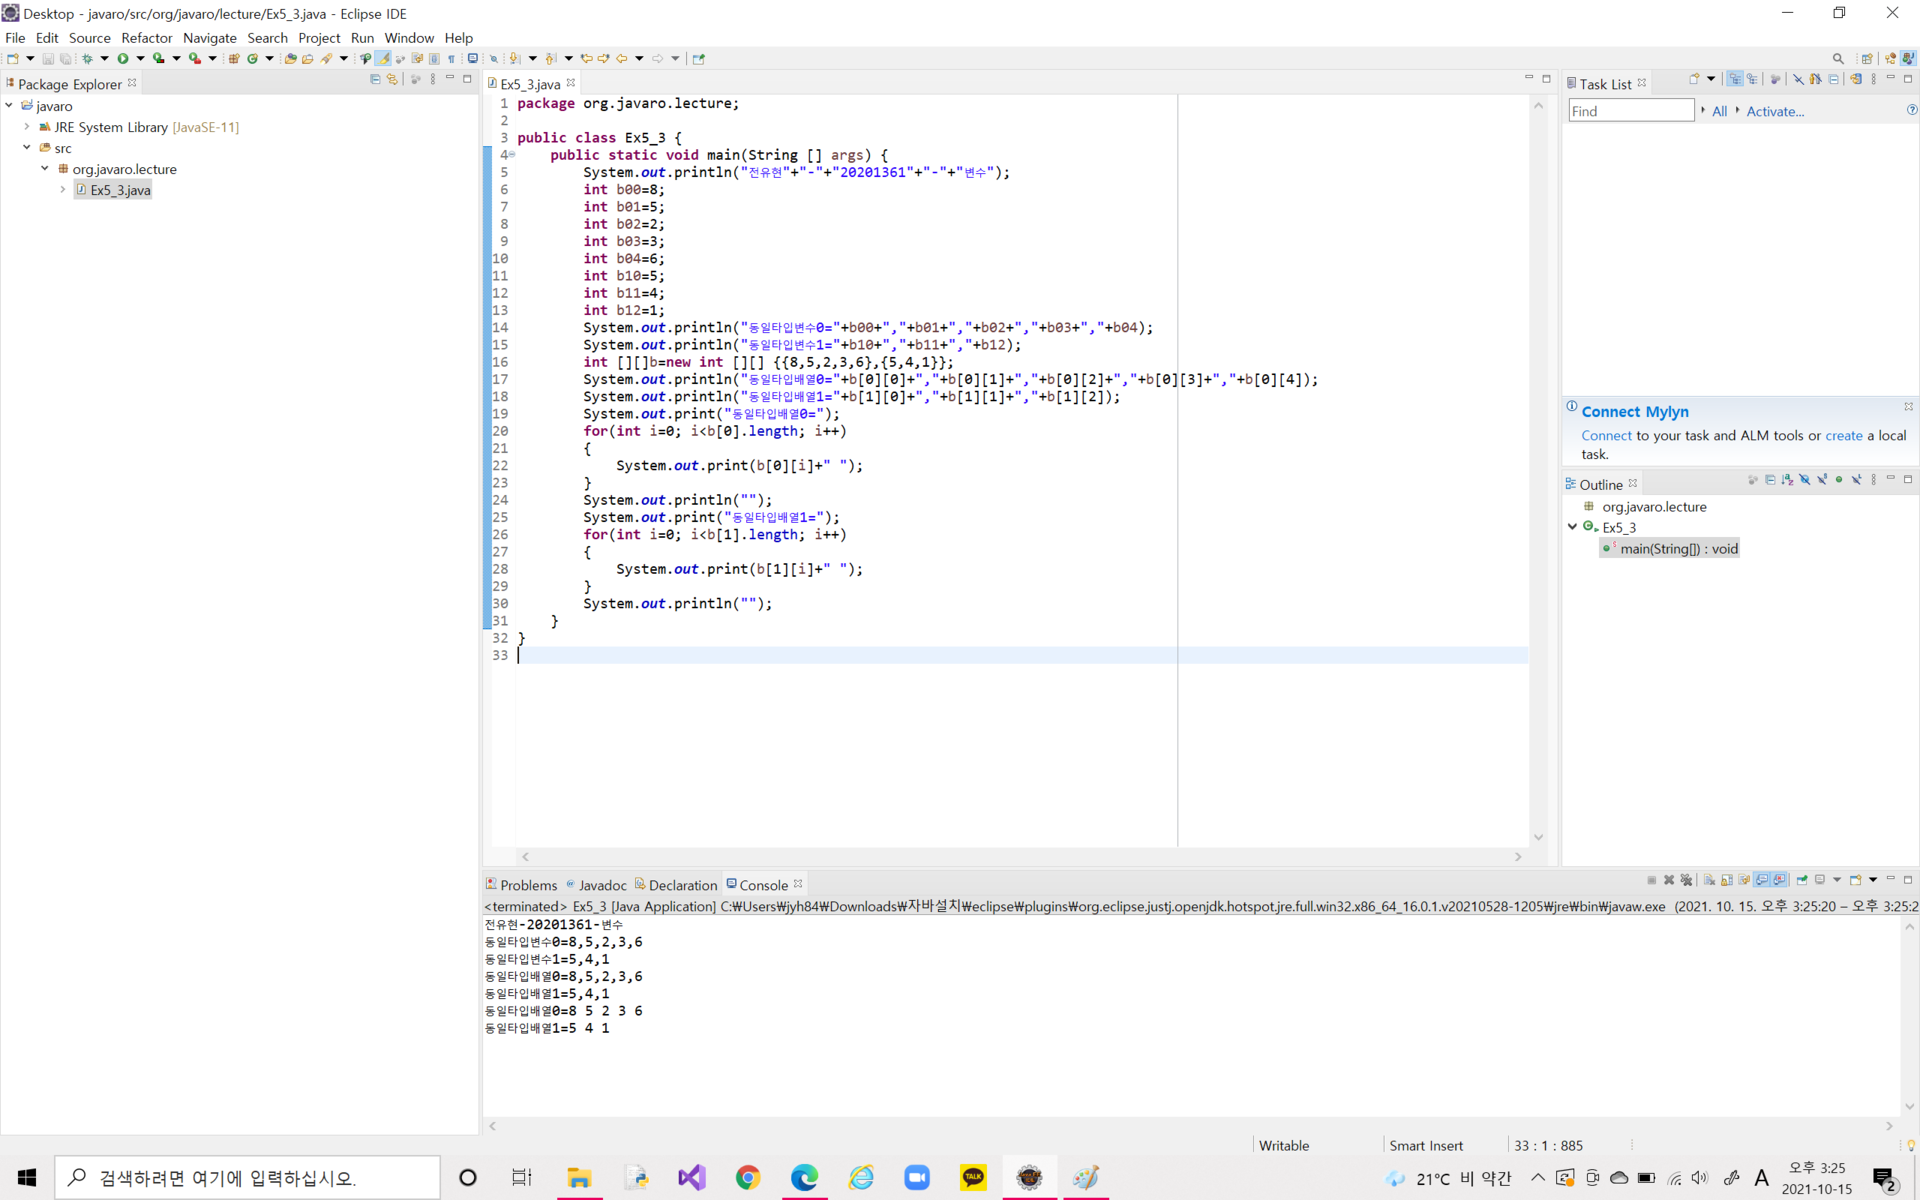 Desktop - javaro/src/org/javaro/lecture/Ex5_3.java - Eclipse IDE
File Edit Source Refactor Navigate Search Project Run Window Help
Package Explorer
javaro
JRE System Library [JavaSE-11]
src
org.javaro.lecture
Ex5_3.java
Ex5_3.java
1 package org.javaro.lecture;
2
3 public class Ex5_3 {
4 public static void main(String [] args) {
5 System.out.println("전유현"+"-"+"20201361"+"-"+"변수");
6 int b00=8;
7 int b01=5;
8 int b02=2;
9 int b03=3;
10 int b04=6;
11 int b10=5;
12 int b11=4;
13 int b12=1;
14 System.out.println("동일타입변수0="+b00+","+b01+","+b02+","+b03+","+b04);
15 System.out.println("동일타입변수1="+b10+","+b11+","+b12);
16 int [][]b=new int [][] {{8,5,2,3,6},{5,4,1}};
17 System.out.println("동일타입배열0="+b[0][0]+","+b[0][1]+","+b[0][2]+","+b[0][3]+","+b[0][4]);
18 System.out.println("동일타입배열1="+b[1][0]+","+b[1][1]+","+b[1][2]);
19 System.out.print("동일타입배열0=");
20 for(int i=0; i<b[0].length; i++)
21 {
22 System.out.print(b[0][i]+" ");
23 }
24 System.out.println("");
25 System.out.print("동일타입배열1=");
26 for(int i=0; i<b[1].length; i++)
27 {
28 System.out.print(b[1][i]+" ");
29 }
30 System.out.println("");
31 }
32 }
33
Task List
Find All Activate...
Connect Mylyn
Connect to your task and ALM tools or create a local
task.
Outline
org.javaro.lecture
Ex5_3
main(String[]) : void
Problems Javadoc Declaration Console
<terminated> Ex5_3 [Java Application] C:₩Users₩jyh84₩Downloads₩자바설치₩eclipse₩plugins₩org.eclipse.justj.openjdk.hotspot.jre.full.win32.x86_64_16.0.1.v20210528-1205₩jre₩bin₩javaw.exe (2021. 10. 15. 오후 3:25:20 – 오후 3:25:2
전유현-20201361-변수
동일타입변수0=8,5,2,3,6
동일타입변수1=5,4,1
동일타입배열0=8,5,2,3,6
동일타입배열1=5,4,1
동일타입배열0=8 5 2 3 6
동일타입배열1=5 4 1
Writable Smart Insert 33 : 1 : 885
검색하려면 여기에 입력하십시오.
TALK
21°C 비 약간
A
오후 3:25
2021-10-15
2